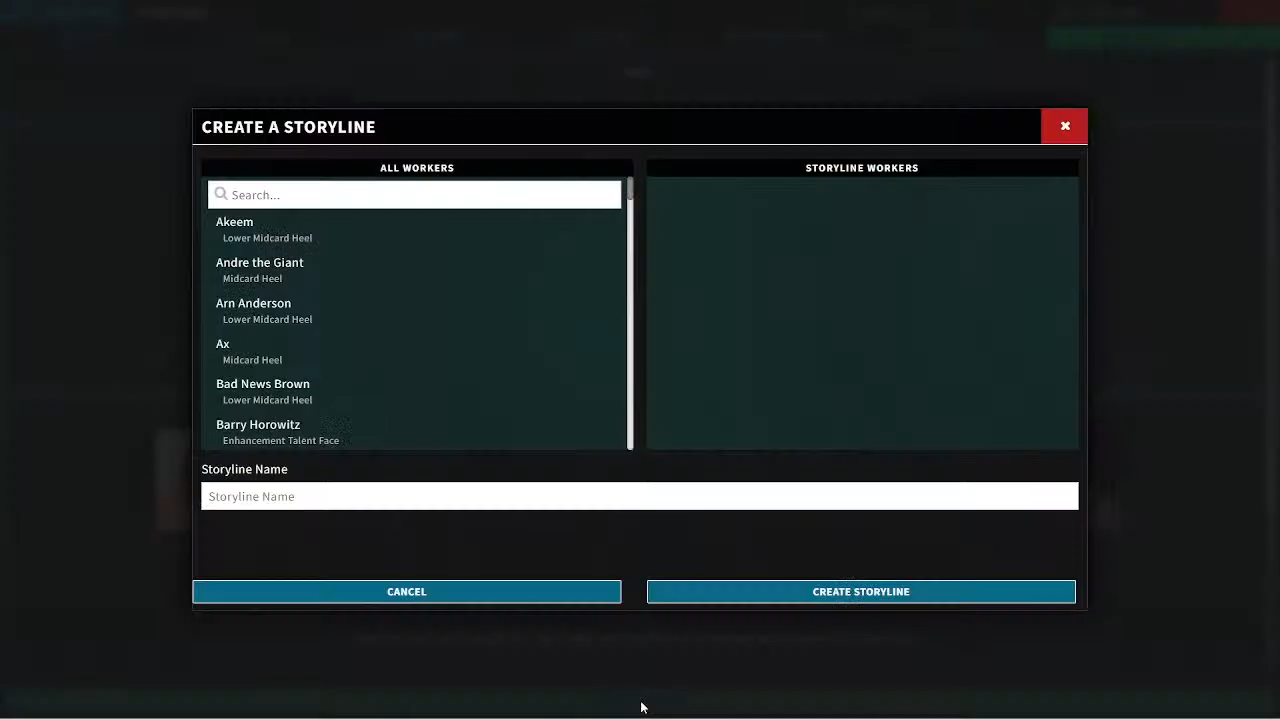 CREATE A STORYLINE
ALL WORKERS
Search...
Akeem
Lower Midcard Heel
Andre the Giant
Midcard Heel
Arn Anderson
Lower Midcard Heel
Ax
Midcard Heel
Bad News Brown
Lower Midcard Heel
Barry Horowitz
Enhancement Talent Face
STORYLINE WORKERS
Storyline Name
Storyline Name
CANCEL
CREATE STORYLINE